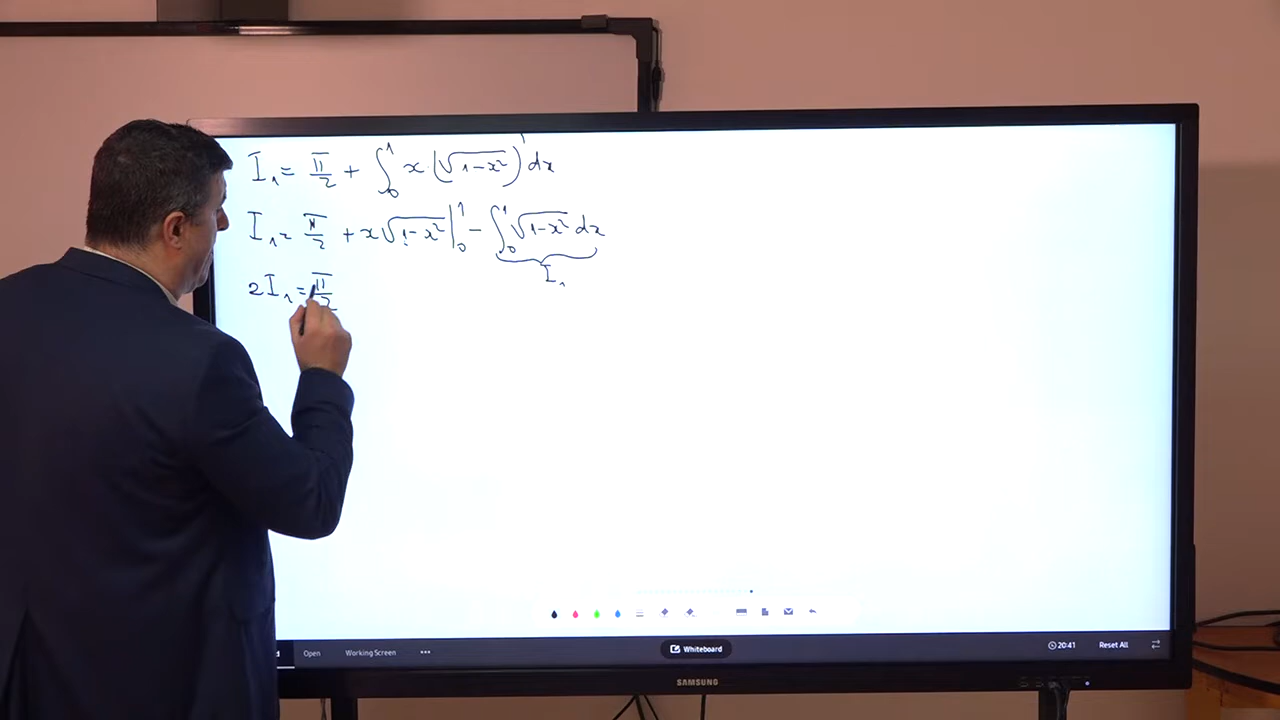 I₁ = π/2 + ∫₀¹ x·(√1-x²)' dx
I₁ = π/2 + x√1-x² |₀¹ - ∫₀¹ √1-x² dx
I₁
2I₁ = π/2
Open Working Screen ••• Whiteboard 20:41 Reset All
SAMSUNG